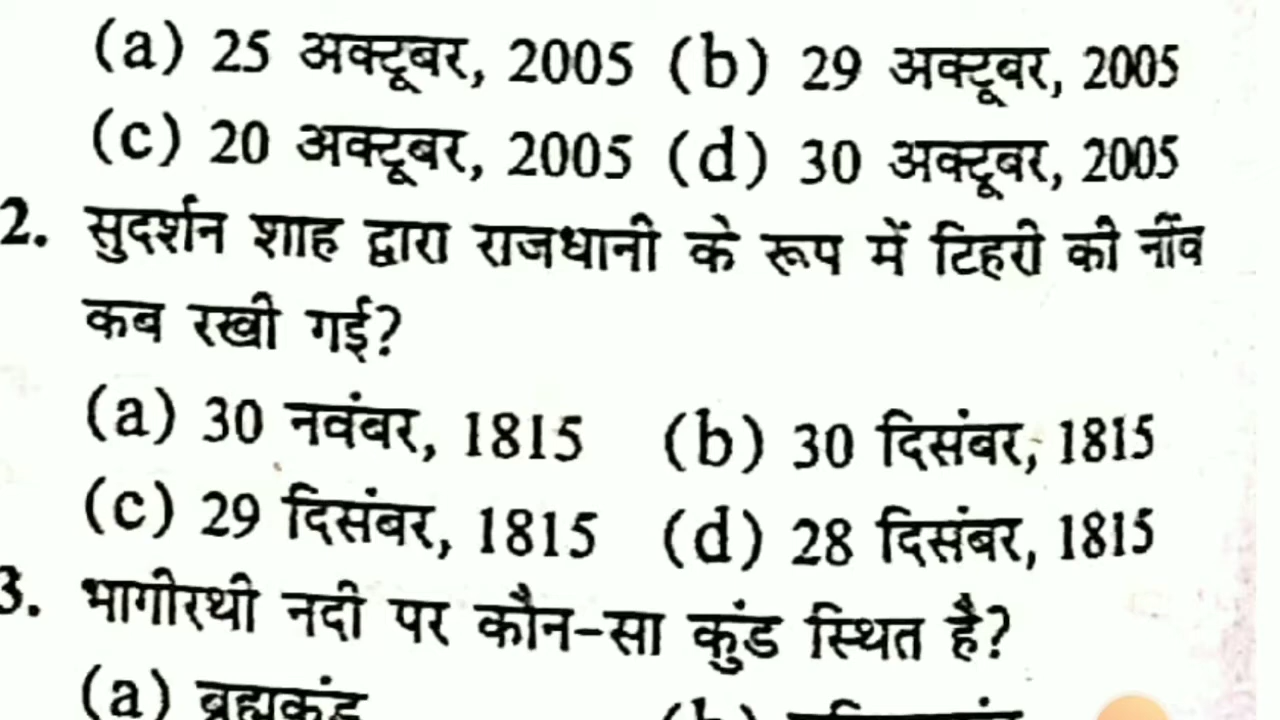 (a) 25 अक्टूबर, 2005 (b) 29 अक्टूबर, 2005
(c) 20 अक्टूबर, 2005 (d) 30 अक्टूबर, 2005
2. सुदर्शन शाह द्वारा राजधानी के रूप में टिहरी की नींव
कब रखी गई?
(a) 30 नवंबर, 1815 (b) 30 दिसंबर, 1815
(c) 29 दिसंबर, 1815 (d) 28 दिसंबर, 1815
3. भागीरथी नदी पर कौन-सा कुंड स्थित है?
(a) ब्रह्मकुंड (b)